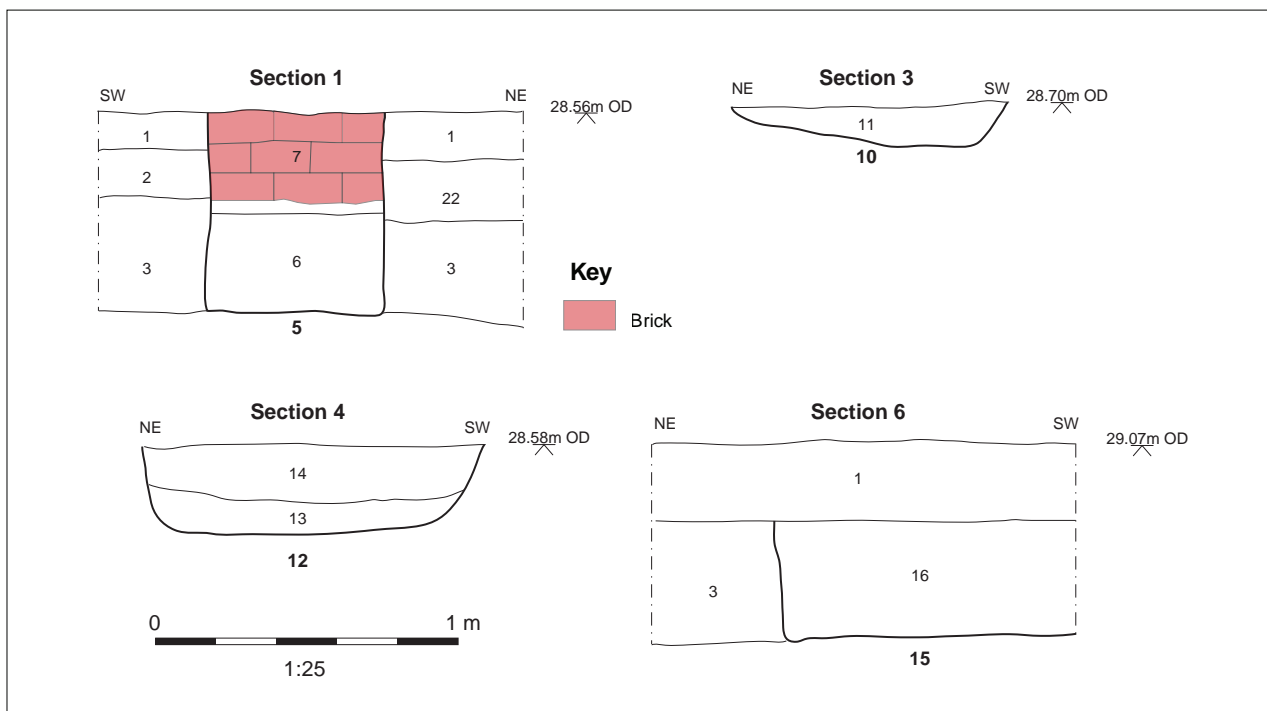 Section 1
SW
NE
28.56m OD
1
1
7
2
22
3
6
3
5
Section 3
NE
SW
28.70m OD
11
10
Key
Brick
Section 4
NE
SW
28.58m OD
14
13
12
Section 6
NE
SW
29.07m OD
1
3
16
15
0
1 m
1:25